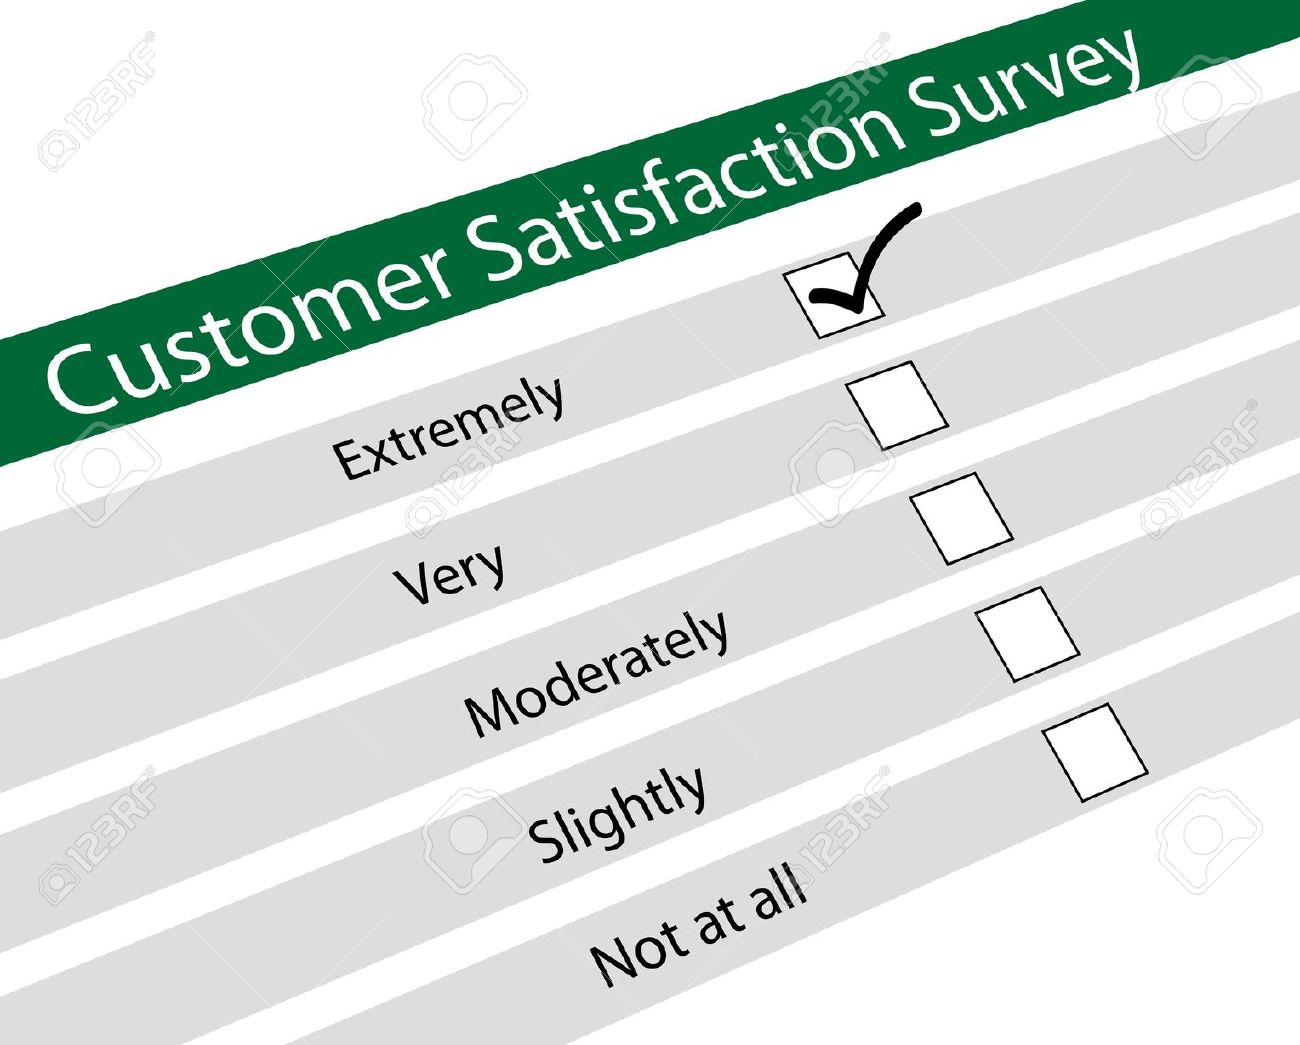 Customer Satisfaction Survey
Extremely
Very
Moderately
Slightly
Not at all
123RF
123RF
123RF
123RF
123RF
123RF